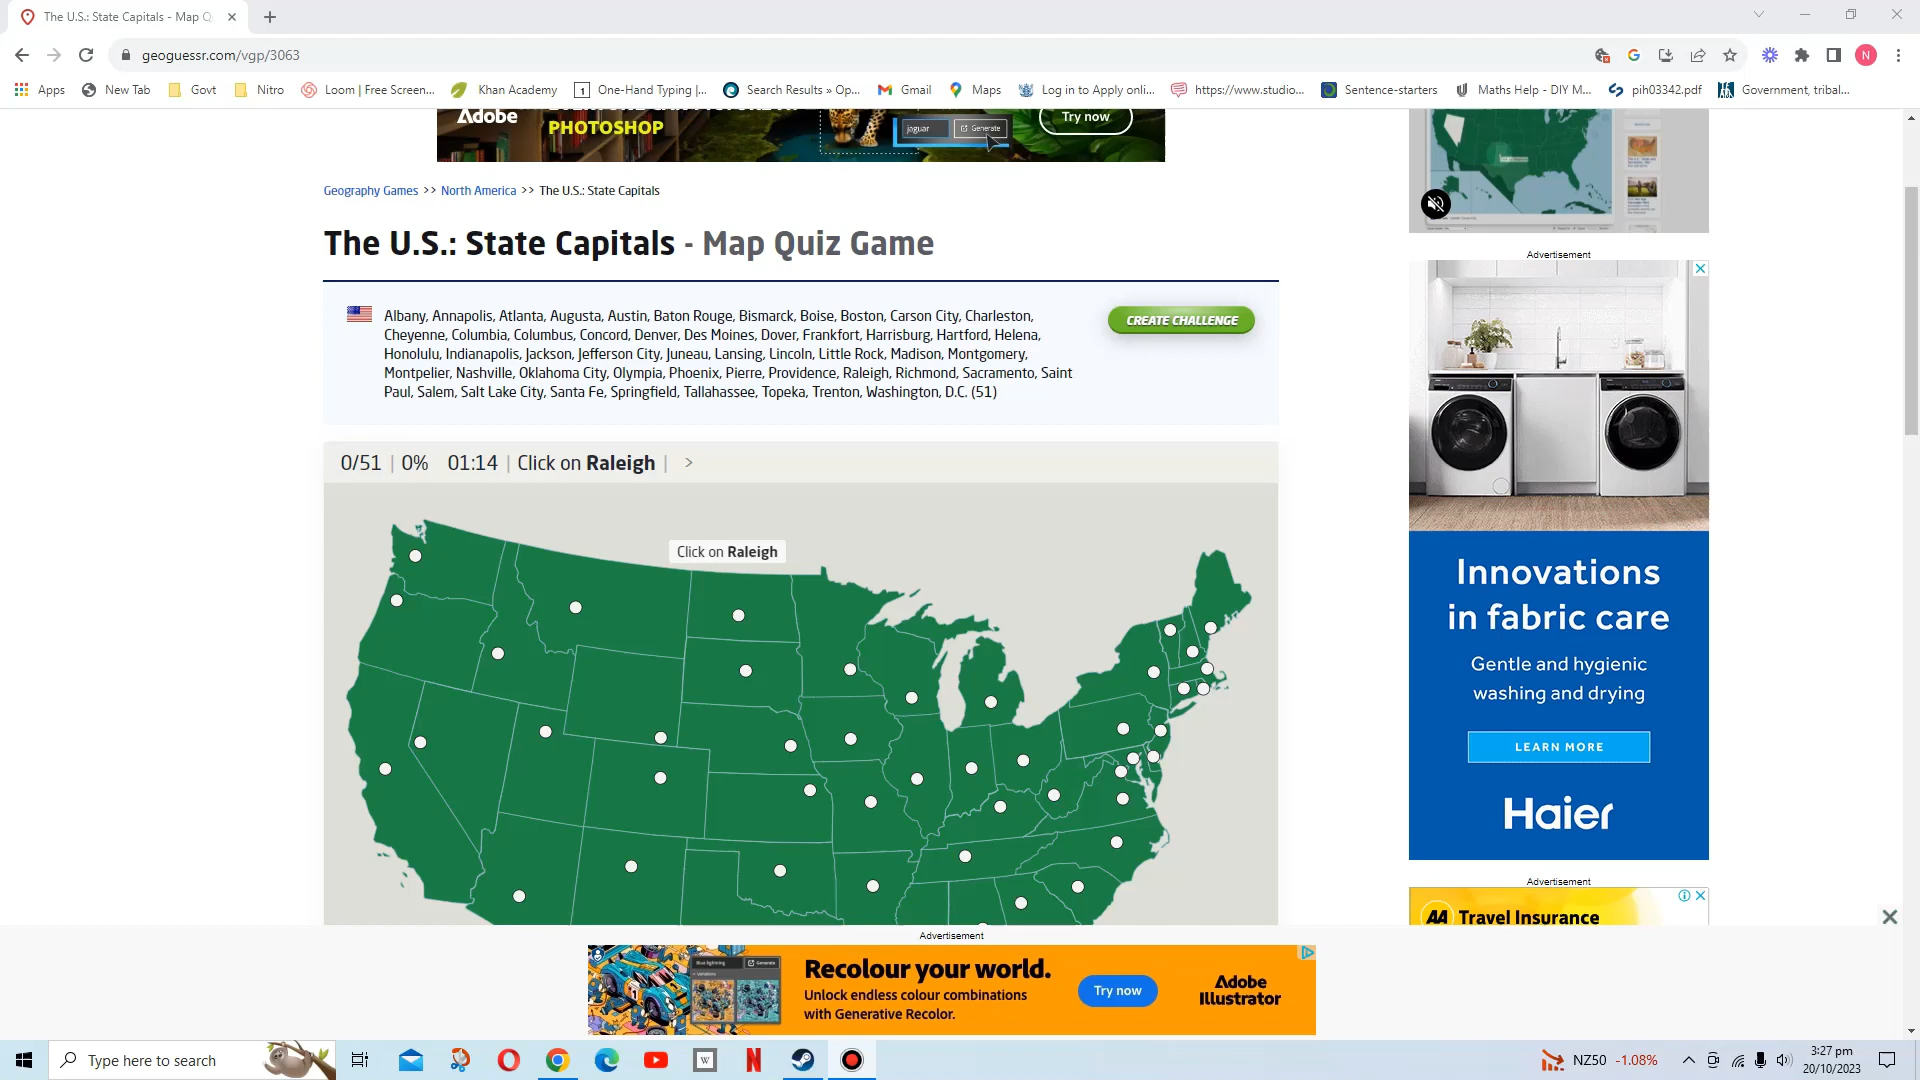 The U.S.: State Capitals - Map Q
geoguessr.com/vgp/3063
N
Apps
New Tab
Govt
Nitro
Loom | Free Screen...
Khan Academy
1
One-Hand Typing |...
Search Results » Op...
Gmail
Maps
Log in to Apply onli...
https://www.studio...
Sentence-starters
Maths Help - DIY M...
pih03342.pdf
Government, tribal...
Adobe
PHOTOSHOP
jaguar
Generate
Try now
Geography Games >> North America >> The U.S.: State Capitals
The U.S.: State Capitals - Map Quiz Game
Albany, Annapolis, Atlanta, Augusta, Austin, Baton Rouge, Bismarck, Boise, Boston, Carson City, Charleston,
Cheyenne, Columbia, Columbus, Concord, Denver, Des Moines, Dover, Frankfort, Harrisburg, Hartford, Helena,
Honolulu, Indianapolis, Jackson, Jefferson City, Juneau, Lansing, Lincoln, Little Rock, Madison, Montgomery,
Montpelier, Nashville, Oklahoma City, Olympia, Phoenix, Pierre, Providence, Raleigh, Richmond, Sacramento, Saint
Paul, Salem, Salt Lake City, Santa Fe, Springfield, Tallahassee, Topeka, Trenton, Washington, D.C. (51)
CREATE CHALLENGE
0/51 | 0% 01:14 | Click on Raleigh | >
Click on Raleigh
Advertisement
Innovations
in fabric care
Gentle and hygienic
washing and drying
LEARN MORE
Haier
Advertisement
AA Travel Insurance
Advertisement
Blue lightning
Generate
Recolour your world.
Unlock endless colour combinations
with Generative Recolor.
Try now
Adobe
Illustrator
Type here to search
W
N
NZ50 -1.08%
3:27 pm
20/10/2023